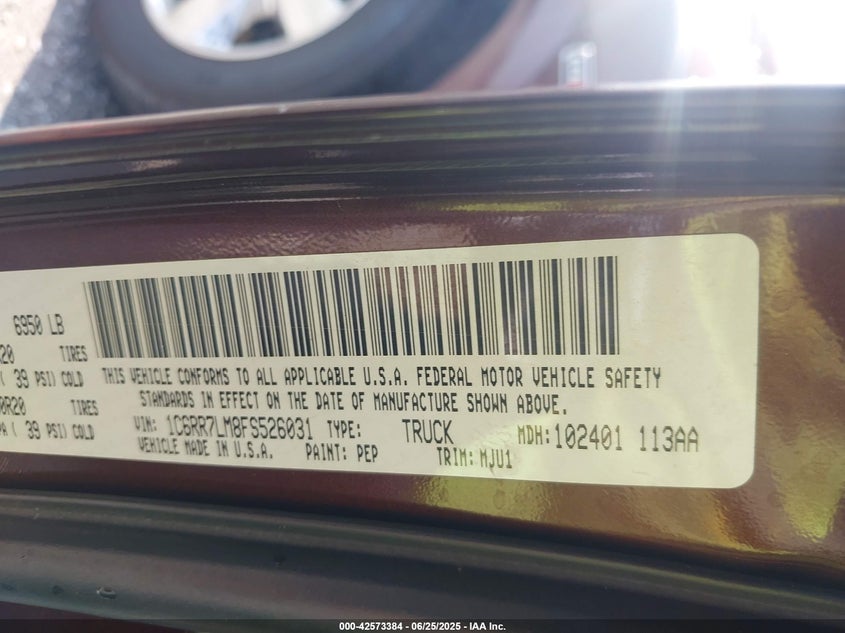 6950 LB
R20 TIRES
( 39 PSI) COLD
0R20 TIRES
PA ( 39 PSI) COLD
THIS VEHICLE CONFORMS TO ALL APPLICABLE U.S.A. FEDERAL MOTOR VEHICLE SAFETY
STANDARDS IN EFFECT ON THE DATE OF MANUFACTURE SHOWN ABOVE.
VIN: 1C6RR7LM8FS526031 TYPE: TRUCK MDH: 102401 113AA
VEHICLE MADE IN U.S.A. PAINT: PEP TRIM: MJU1
000-42573384 - 06/25/2025 - IAA Inc.